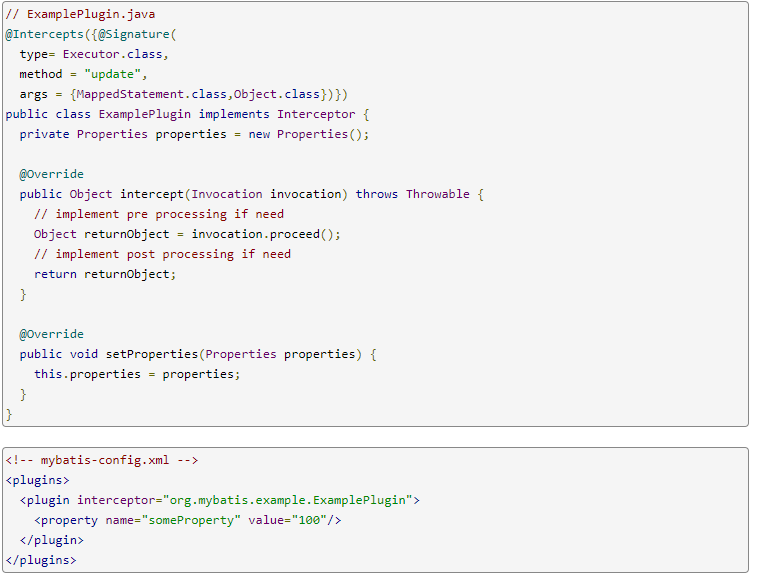 // ExamplePlugin.java
@Intercepts({@Signature(
  type= Executor.class,
  method = "update",
  args = {MappedStatement.class,Object.class})})
public class ExamplePlugin implements Interceptor {
  private Properties properties = new Properties();

  @Override
  public Object intercept(Invocation invocation) throws Throwable {
    // implement pre processing if need
    Object returnObject = invocation.proceed();
    // implement post processing if need
    return returnObject;
  }

  @Override
  public void setProperties(Properties properties) {
    this.properties = properties;
  }
}

<!-- mybatis-config.xml -->
<plugins>
  <plugin interceptor="org.mybatis.example.ExamplePlugin">
    <property name="someProperty" value="100"/>
  </plugin>
</plugins>